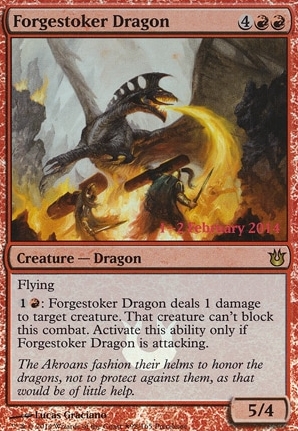 Forgestoker Dragon 4
1-2 February 2014
Creature — Dragon
Flying
1: Forgestoker Dragon deals 1 damage
to target creature. That creature can't block
this combat. Activate this ability only if
Forgestoker Dragon is attacking.
The Akroans fashion their helms to honor the
dragons, not to protect against them, as that
would be of little help.
5/4
Lucas Graciano